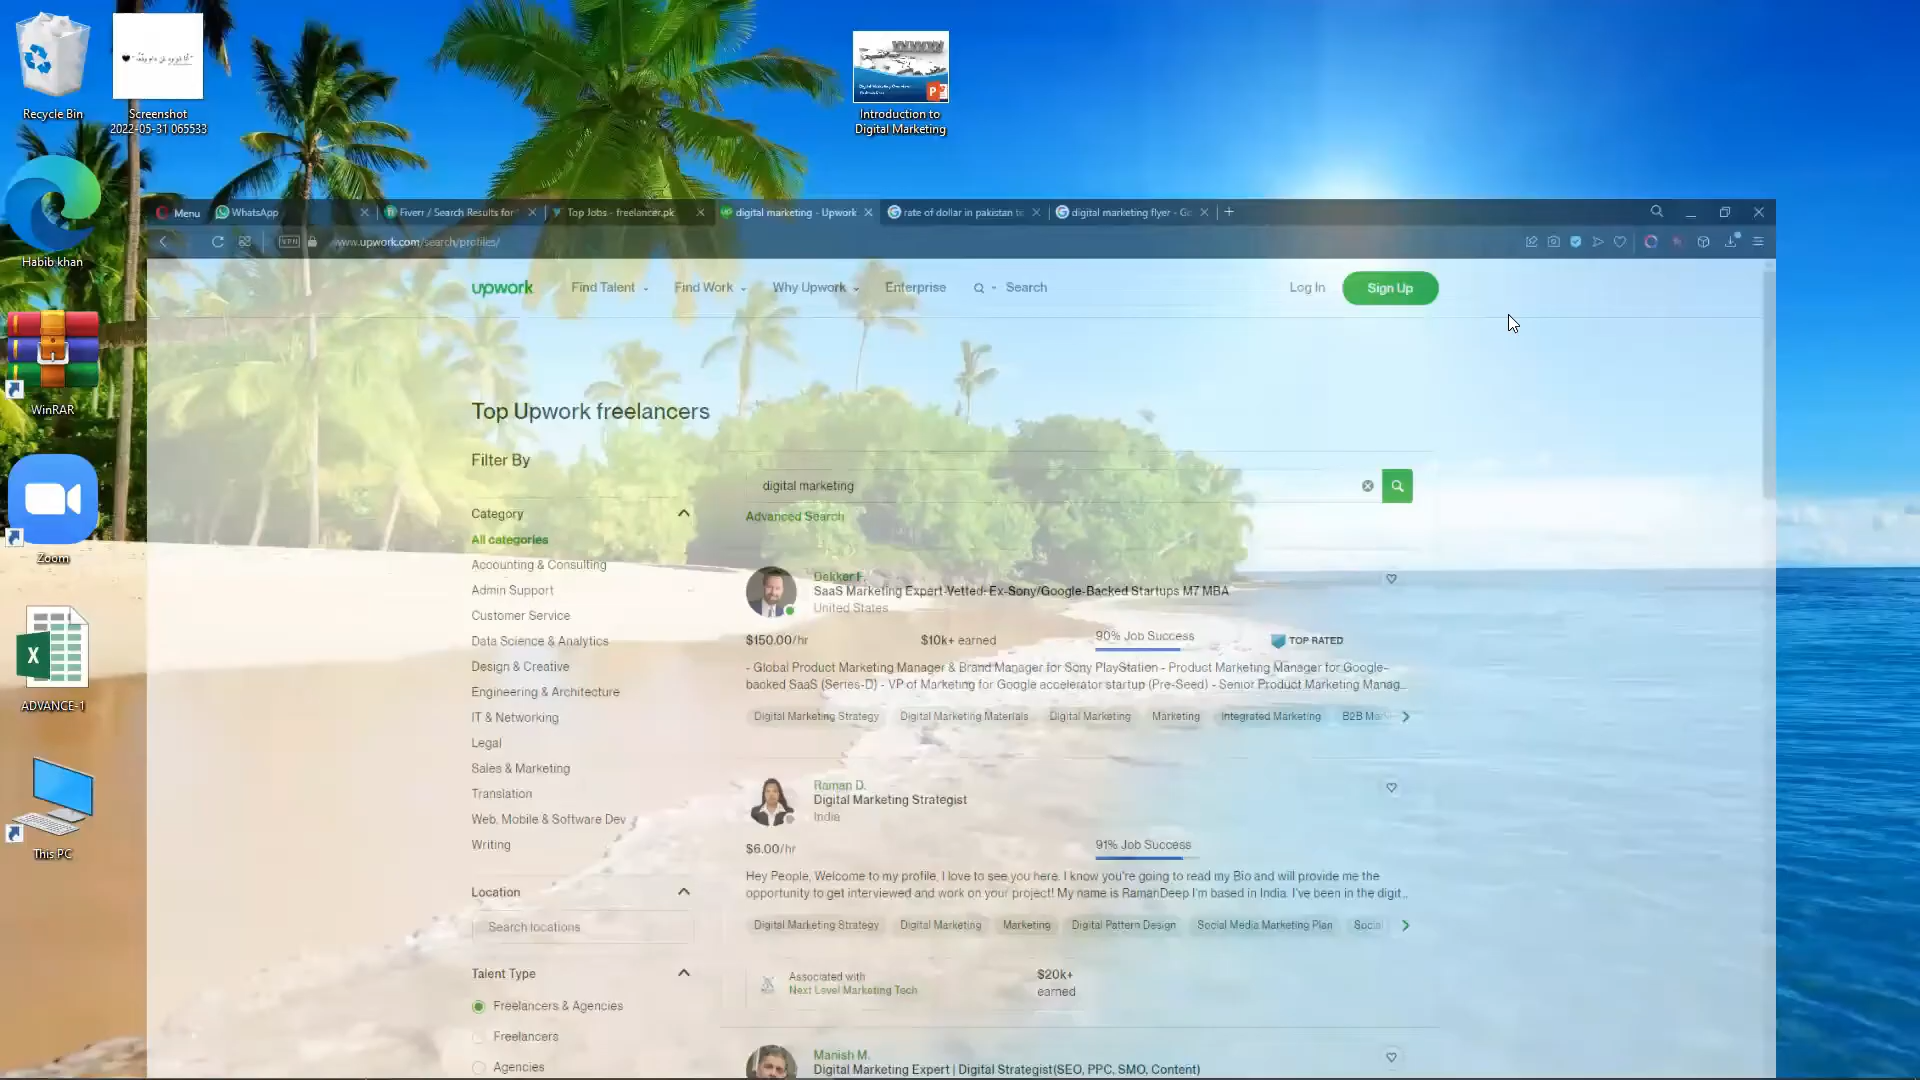 Recycle Bin
Screenshot
2022-05-31 065533
Introduction to
Digital Marketing
Habib khan
WinRAR
Zoom
ADVANCE-1
This PC
Menu
WhatsApp
Fiverr / Search Results for
Top Jobs - freelancer.pk
digital marketing - Upwork
rate of dollar in pakistan to
digital marketing flyer - Go
VPN
www.upwork.com/search/profiles/
upwork
Find Talent
Find Work
Why Upwork
Enterprise
Search
Log In
Sign Up
Top Upwork freelancers
Filter By
digital marketing
Advanced Search
Category
All categories
Accounting & Consulting
Admin Support
Customer Service
Data Science & Analytics
Design & Creative
Engineering & Architecture
IT & Networking
Legal
Sales & Marketing
Translation
Web, Mobile & Software Dev
Writing
Location
Search locations
Talent Type
Freelancers & Agencies
Freelancers
Agencies
Dekker F.
SaaS Marketing Expert-Vetted: Ex-Sony/Google-Backed Startups M7 MBA
United States
$150.00/hr
$10k+ earned
90% Job Success
TOP RATED
- Global Product Marketing Manager & Brand Manager for Sony PlayStation - Product Marketing Manager for Google-
backed SaaS (Series-D) - VP of Marketing for Google accelerator startup (Pre-Seed) - Senior Product Marketing Manag...
Digital Marketing Strategy
Digital Marketing Materials
Digital Marketing
Marketing
Integrated Marketing
B2B Mark
Raman D.
Digital Marketing Strategist
India
$6.00/hr
91% Job Success
Hey People, Welcome to my profile, I love to see you here. I know you're going to read my Bio and will provide me the
opportunity to get interviewed and work on your project! My name is RamanDeep I'm based in India. I've been in the digit...
Digital Marketing Strategy
Digital Marketing
Marketing
Digital Pattern Design
Social Media Marketing Plan
Social
Associated with
Next Level Marketing Tech
$20k+
earned
Manish M.
Digital Marketing Expert | Digital Strategist(SEO, PPC, SMO, Content)